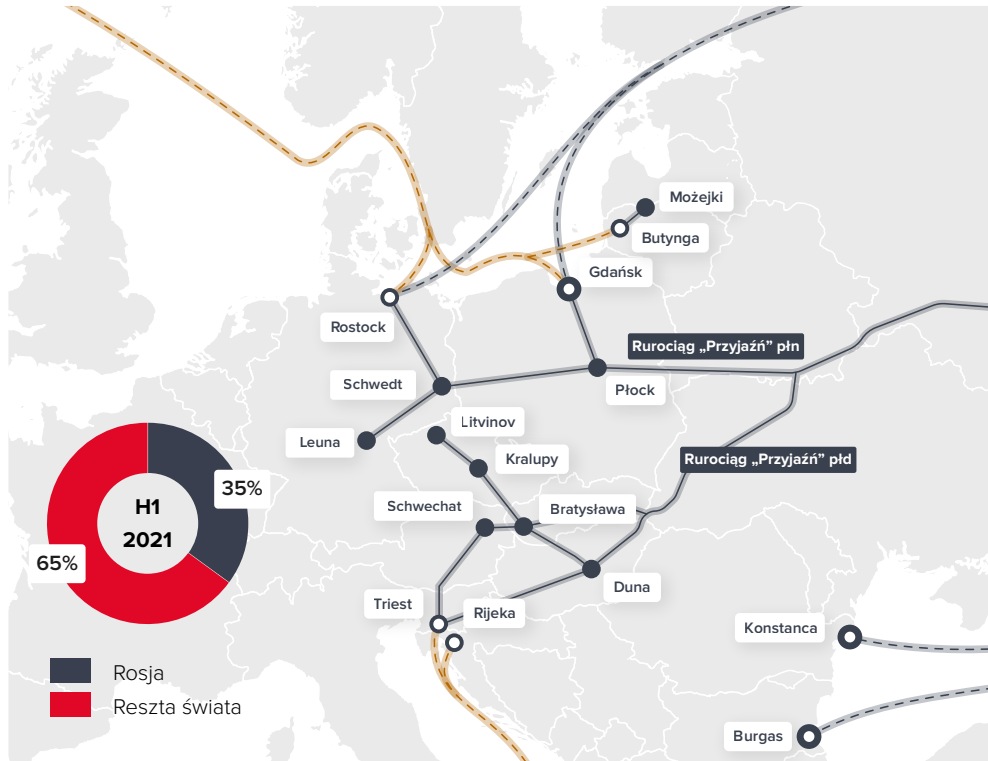 Możejki
Butynga
Gdańsk
Rostock
Rurociąg „Przyjaźń” płn
Schwedt
Płock
Litvinov
Leuna
Kralupy
Rurociąg „Przyjaźń” płd
35%
H1
2021
65%
Schwechat
Bratysława
Duna
Triest
Rijeka
Konstanca
Rosja
Reszta świata
Burgas